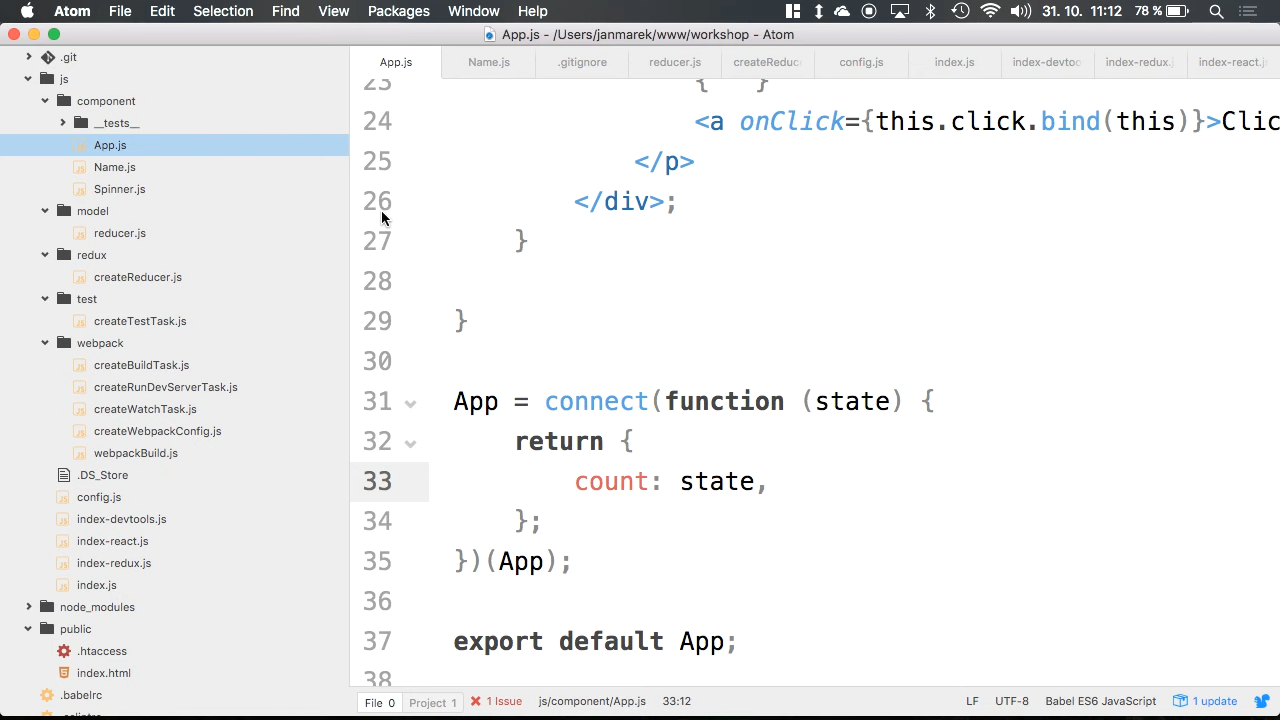 Atom File Edit Selection Find View Packages Window Help 31. 10. 11:12 78 %
App.js - /Users/janmarek/www/workshop - Atom
.git
js
component
__tests__
App.js
Name.js
Spinner.js
model
reducer.js
redux
createReducer.js
test
createTestTask.js
webpack
createBuildTask.js
createRunDevServerTask.js
createWatchTask.js
createWebpackConfig.js
webpackBuild.js
.DS_Store
config.js
index-devtools.js
index-react.js
index-redux.js
index.js
node_modules
public
.htaccess
index.html
.babelrc
App.js Name.js .gitignore reducer.js createReduc config.js index.js index-devtoo index-redux.j index-react.j
23 { }
24 <a onClick={this.click.bind(this)}>Clic
25 </p>
26 </div>;
27 }
28
29 }
30
31 App = connect(function (state) {
32 return {
33 count: state,
34 };
35 })(App);
36
37 export default App;
38
File 0 Project 1 1 Issue js/component/App.js 33:12 LF UTF-8 Babel ES6 JavaScript 1 update